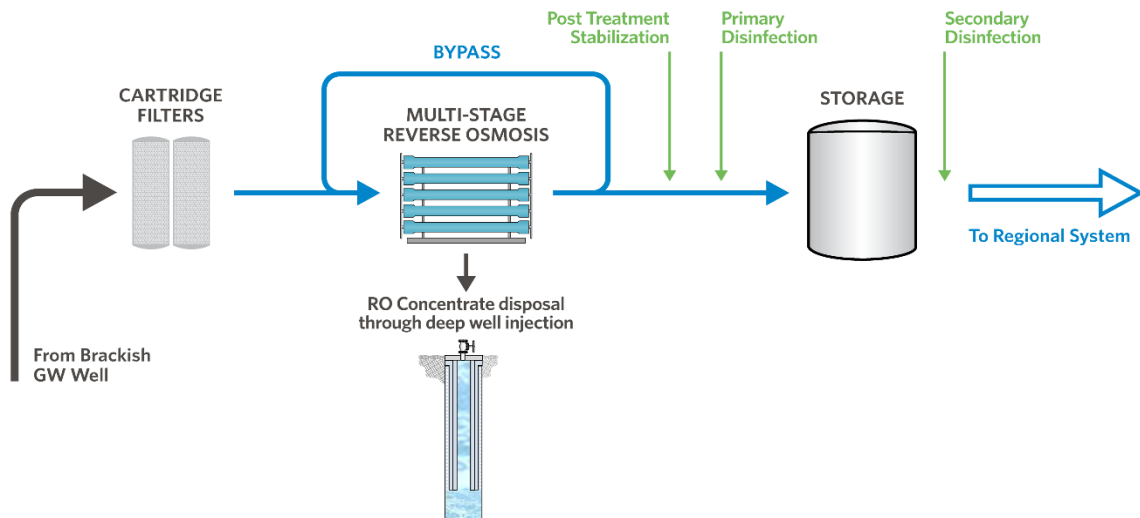 Post Treatment
Stabilization
Primary
Disinfection
Secondary
Disinfection
BYPASS
CARTRIDGE
FILTERS
MULTI-STAGE
REVERSE OSMOSIS
STORAGE
To Regional System
RO Concentrate disposal
through deep well injection
From Brackish
GW Well